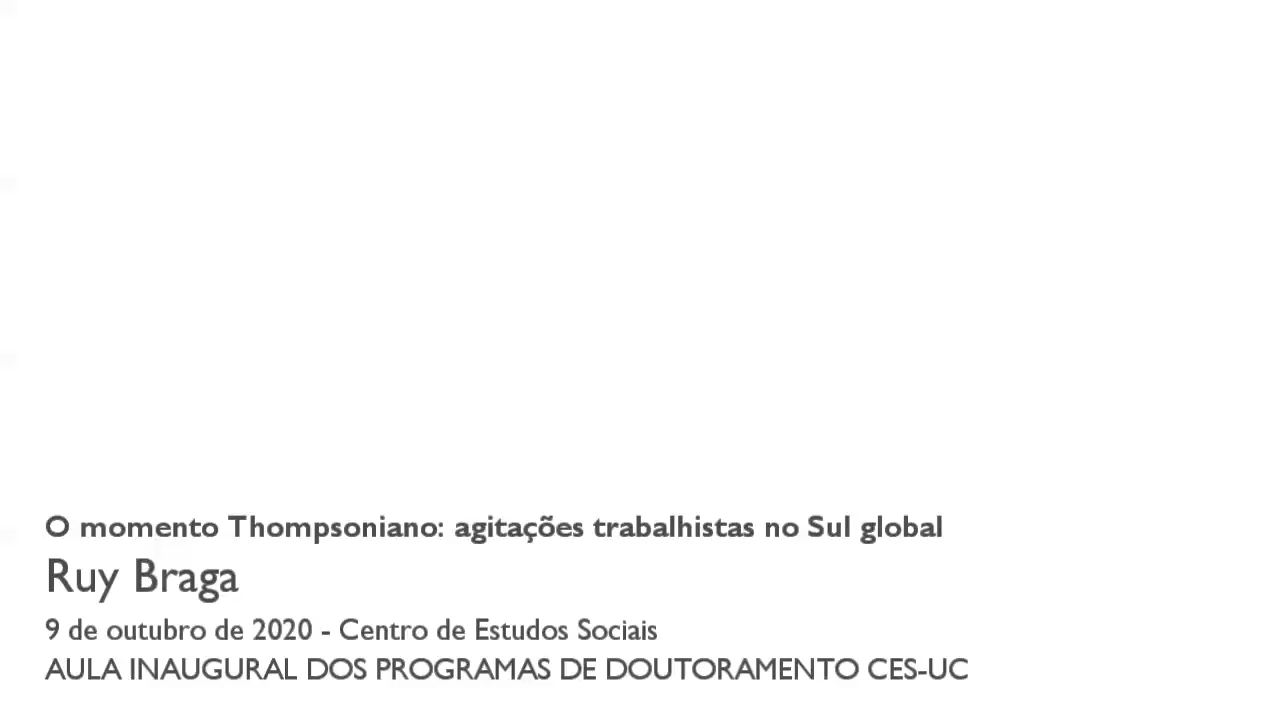 O momento Thompsoniano: agitações trabalhistas no Sul global
Ruy Braga
9 de outubro de 2020 - Centro de Estudos Sociais
AULA INAUGURAL DOS PROGRAMAS DE DOUTORAMENTO CES-UC